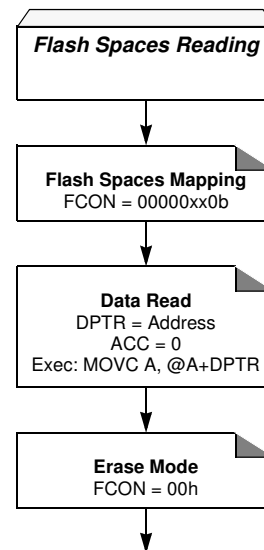 Flash Spaces Reading
Flash Spaces Mapping
FCON = 00000xx0b
Data Read
DPTR = Address
ACC = 0
Exec: MOVC A, @A+DPTR
Erase Mode
FCON = 00h